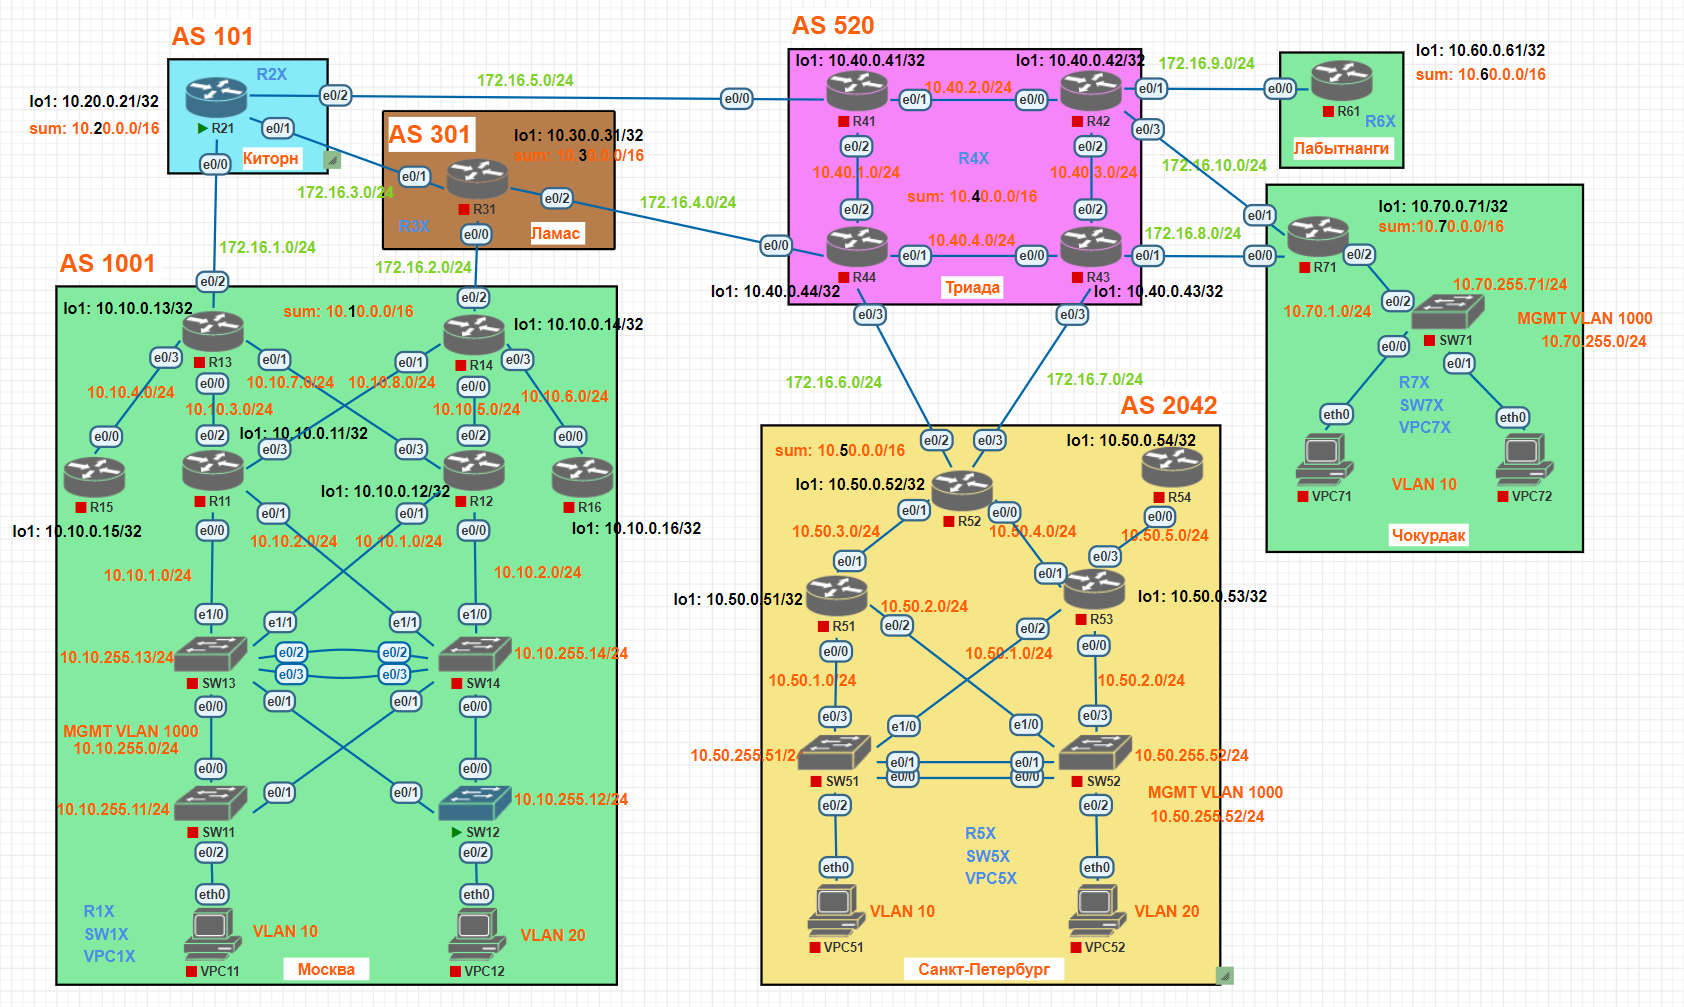 AS 101
R2X
lo1: 10.20.0.21/32
sum: 10.20.0.0/16
R21
e0/2
e0/1
e0/0
Киторн
172.16.5.0/24
172.16.3.0/24
172.16.1.0/24
AS 301
lo1: 10.30.0.31/32
sum: 10.30.0.0/16
e0/1
R31
e0/2
e0/0
R3X
Ламас
172.16.4.0/24
172.16.2.0/24
AS 520
lo1: 10.40.0.41/32
lo1: 10.40.0.42/32
e0/0
e0/1
10.40.2.0/24
e0/0
e0/1
R41
R42
e0/3
e0/2
e0/2
R4X
10.40.1.0/24
10.40.3.0/24
sum: 10.40.0.0/16
e0/2
e0/2
e0/0
e0/1
10.40.4.0/24
e0/0
e0/1
R44
R43
Триада
lo1: 10.40.0.44/32
lo1: 10.40.0.43/32
e0/3
e0/3
172.16.9.0/24
172.16.10.0/24
172.16.8.0/24
172.16.6.0/24
172.16.7.0/24
lo1: 10.60.0.61/32
sum: 10.60.0.0/16
e0/0
R61
R6X
Лабытнанги
lo1: 10.70.0.71/32
sum:10.70.0.0/16
e0/1
e0/0
e0/2
R71
10.70.255.71/24
10.70.1.0/24
e0/2
MGMT VLAN 1000
10.70.255.0/24
SW71
e0/0
e0/1
R7X
SW7X
VPC7X
eth0
eth0
VLAN 10
VPC71
VPC72
Чокурдак
AS 1001
e0/2
e0/2
lo1: 10.10.0.13/32
sum: 10.10.0.0/16
lo1: 10.10.0.14/32
e0/3
R13
e0/1
e0/1
R14
e0/3
e0/0
e0/0
10.10.4.0/24
10.10.7.0/24
10.10.8.0/24
10.10.6.0/24
10.10.3.0/24
10.10.5.0/24
lo1: 10.10.0.11/32
e0/0
e0/2
e0/3
e0/3
e0/2
e0/0
lo1: 10.10.0.12/32
R15
R11
R12
R16
lo1: 10.10.0.15/32
lo1: 10.10.0.16/32
e0/0
e0/1
e0/1
e0/0
10.10.2.0/24
10.10.1.0/24
10.10.1.0/24
10.10.2.0/24
e1/0
e1/1
e1/1
e1/0
10.10.255.13/24
e0/2
e0/2
10.10.255.14/24
e0/3
e0/3
SW13
SW14
e0/0
e0/1
e0/1
e0/0
MGMT VLAN 1000
10.10.255.0/24
e0/0
e0/1
e0/1
e0/0
10.10.255.11/24
10.10.255.12/24
SW11
SW12
e0/2
e0/2
eth0
eth0
R1X
SW1X
VPC1X
VLAN 10
VLAN 20
VPC11
VPC12
Москва
AS 2042
e0/2
e0/3
sum: 10.50.0.0/16
lo1: 10.50.0.54/32
lo1: 10.50.0.52/32
R54
e0/1
R52
e0/0
e0/0
10.50.3.0/24
10.50.4.0/24
10.50.5.0/24
e0/1
e0/1
e0/3
lo1: 10.50.0.51/32
lo1: 10.50.0.53/32
10.50.2.0/24
R51
e0/2
e0/2
R53
e0/0
e0/0
10.50.1.0/24
10.50.1.0/24
10.50.2.0/24
e0/3
e1/0
e1/0
e0/3
10.50.255.51/24
10.50.255.52/24
e0/1
e0/1
e0/0
e0/0
SW51
SW52
e0/2
e0/2
MGMT VLAN 1000
10.50.255.52/24
R5X
SW5X
VPC5X
eth0
eth0
VLAN 10
VLAN 20
VPC51
VPC52
Санкт-Петербург